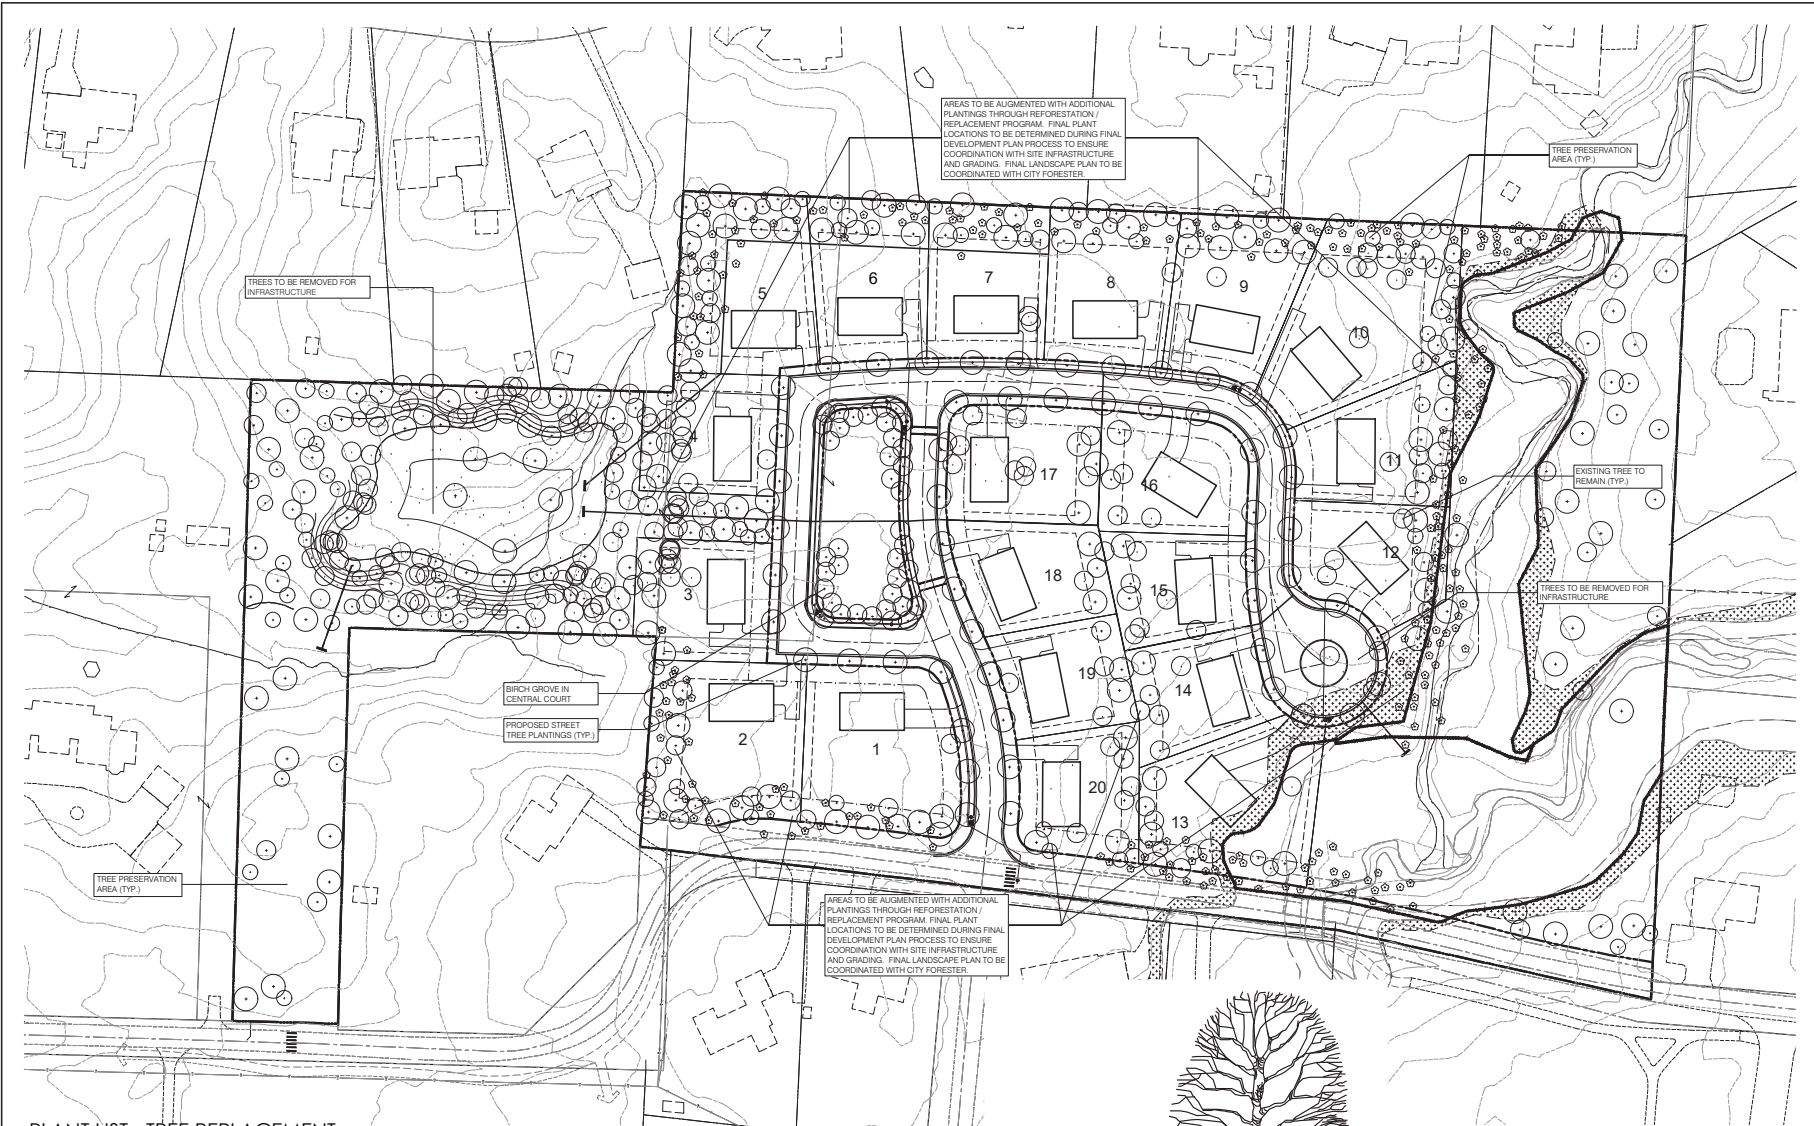 AREAS TO BE AUGMENTED WITH ADDITIONAL
PLANTINGS THROUGH REFORESTATION /
REPLACEMENT PROGRAM.  FINAL PLANT
LOCATIONS TO BE DETERMINED DURING FINAL
DEVELOPMENT PLAN PROCESS TO ENSURE
COORDINATION WITH SITE INFRASTRUCTURE
AND GRADING.  FINAL LANDSCAPE PLAN TO BE
COORDINATED WITH CITY FORESTER.
TREE PRESERVATION
AREA (TYP.)
TREES TO BE REMOVED FOR
INFRASTRUCTURE
5
6
7
8
9
10
4
17
16
11
EXISTING TREE TO
REMAIN (TYP.)
12
18
15
3
TREES TO BE REMOVED FOR
INFRASTRUCTURE
19
14
BIRCH GROVE IN
CENTRAL COURT
PROPOSED STREET
TREE PLANTINGS (TYP.)
2
1
20
13
TREE PRESERVATION
AREA (TYP.)
AREAS TO BE AUGMENTED WITH ADDITIONAL
PLANTINGS THROUGH REFORESTATION /
REPLACEMENT PROGRAM. FINAL PLANT
LOCATIONS TO BE DETERMINED DURING FINAL
DEVELOPMENT PLAN PROCESS TO ENSURE
COORDINATION WITH SITE INFRASTRUCTURE
AND GRADING.  FINAL LANDSCAPE PLAN TO BE
COORDINATED WITH CITY FORESTER.
PLANT LIST - TREE REPLACEMENT